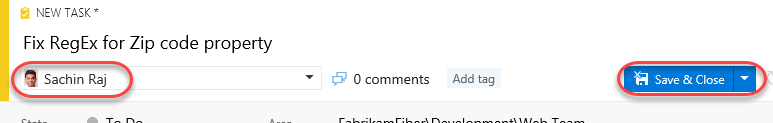 NEW TASK *
Fix RegEx for Zip code property
Sachin Raj 0 comments Add tag Save & Close
State To Do Area FabrikamFiber\Development\Web Team